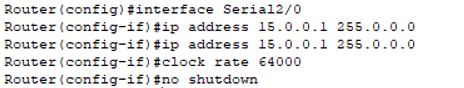 Router(config)#interface Serial2/0
Router(config-if)#ip address 15.0.0.1 255.0.0.0
Router(config-if)#ip address 15.0.0.1 255.0.0.0
Router(config-if)#clock rate 64000
Router(config-if)#no shutdown